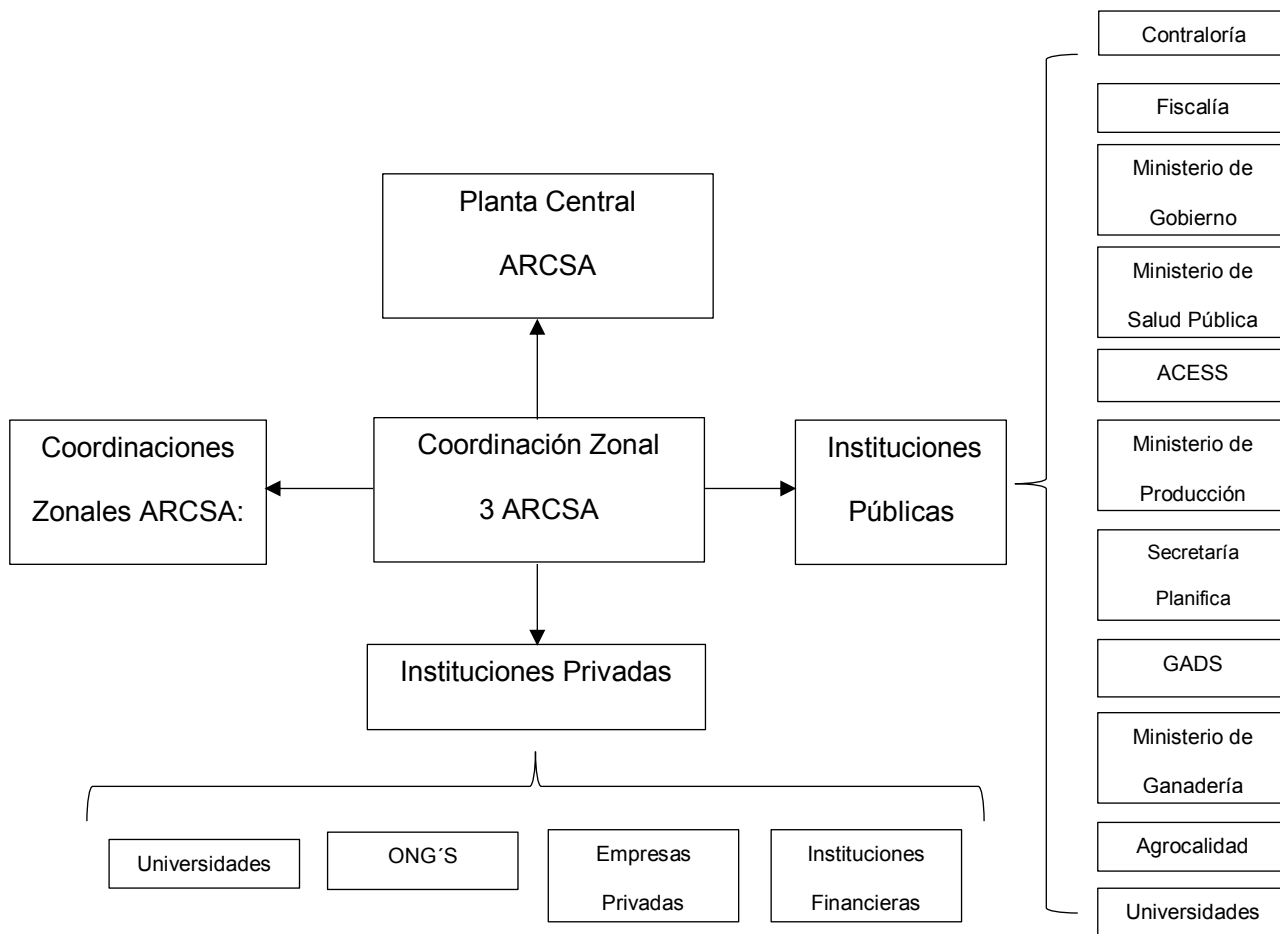 Contraloría
Fiscalía
Ministerio de
Gobierno
Ministerio de
Salud Pública
ACESS
Ministerio de
Producción
Secretaría
Planifica
GADS
Ministerio de
Ganadería
Agrocalidad
Universidades
Planta Central
ARCSA
Coordinaciones
Zonales ARCSA:
Coordinación Zonal
3 ARCSA
Instituciones
Públicas
Instituciones Privadas
Universidades
ONG´S
Empresas
Privadas
Instituciones
Financieras